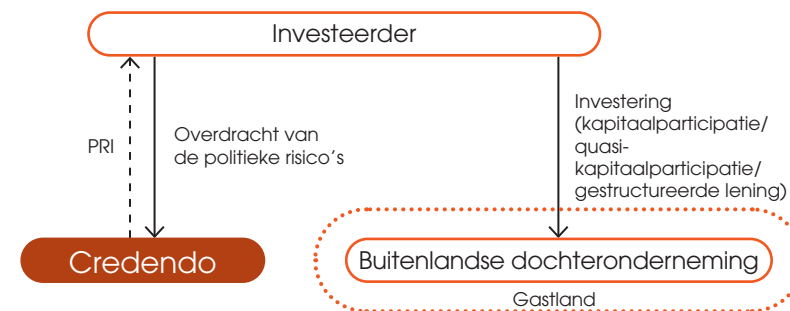 Investeerder
PRI
Overdracht van
de politieke risico's
Investering
(kapitaalparticipatie/
quasi-
kapitaalparticipatie/
gestructureerde lening)
Credendo
Buitenlandse dochteronderneming
Gastland